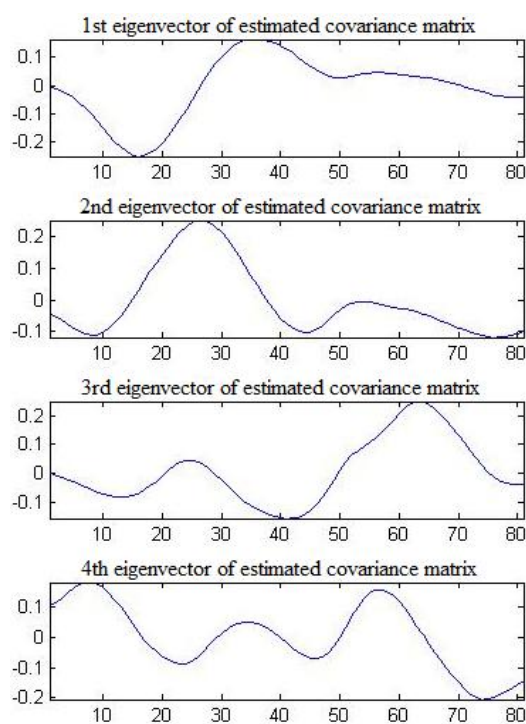 1st eigenvector of estimated covariance matrix
0.1
0
-0.1
-0.2
10 20 30 40 50 60 70 80
2nd eigenvector of estimated covariance matrix
0.2
0.1
0
-0.1
10 20 30 40 50 60 70 80
3rd eigenvector of estimated covariance matrix
0.2
0.1
0
-0.1
10 20 30 40 50 60 70 80
4th eigenvector of estimated covariance matrix
0.1
0
-0.1
-0.2
10 20 30 40 50 60 70 80